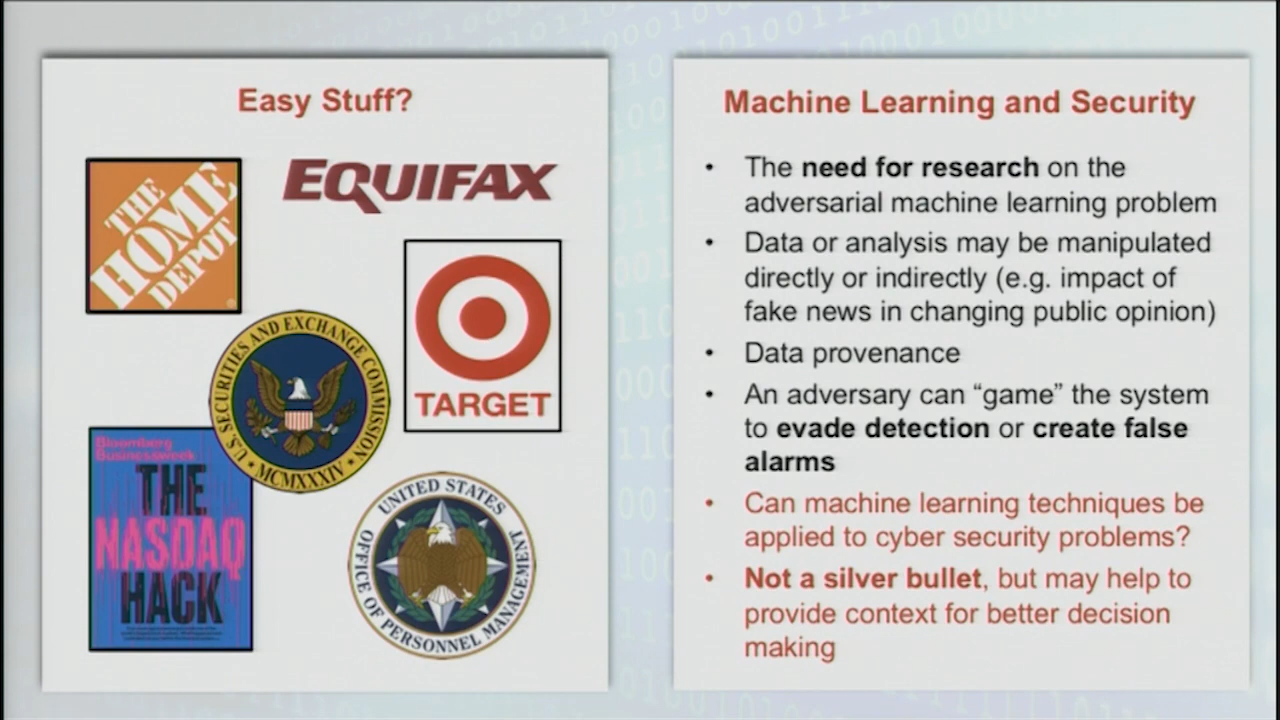 Easy Stuff?
THE
HOME
DEPOT
EQUIFAX
TARGET
U.S. SECURITIES AND EXCHANGE COMMISSION
MCMXXXIV
Bloomberg
Businessweek
THE
NASDAQ
HACK
UNITED STATES
OFFICE OF PERSONNEL MANAGEMENT
Machine Learning and Security
• The need for research on the
adversarial machine learning problem
• Data or analysis may be manipulated
directly or indirectly (e.g. impact of
fake news in changing public opinion)
• Data provenance
• An adversary can “game” the system
to evade detection or create false
alarms
• Can machine learning techniques be
applied to cyber security problems?
• Not a silver bullet, but may help to
provide context for better decision
making